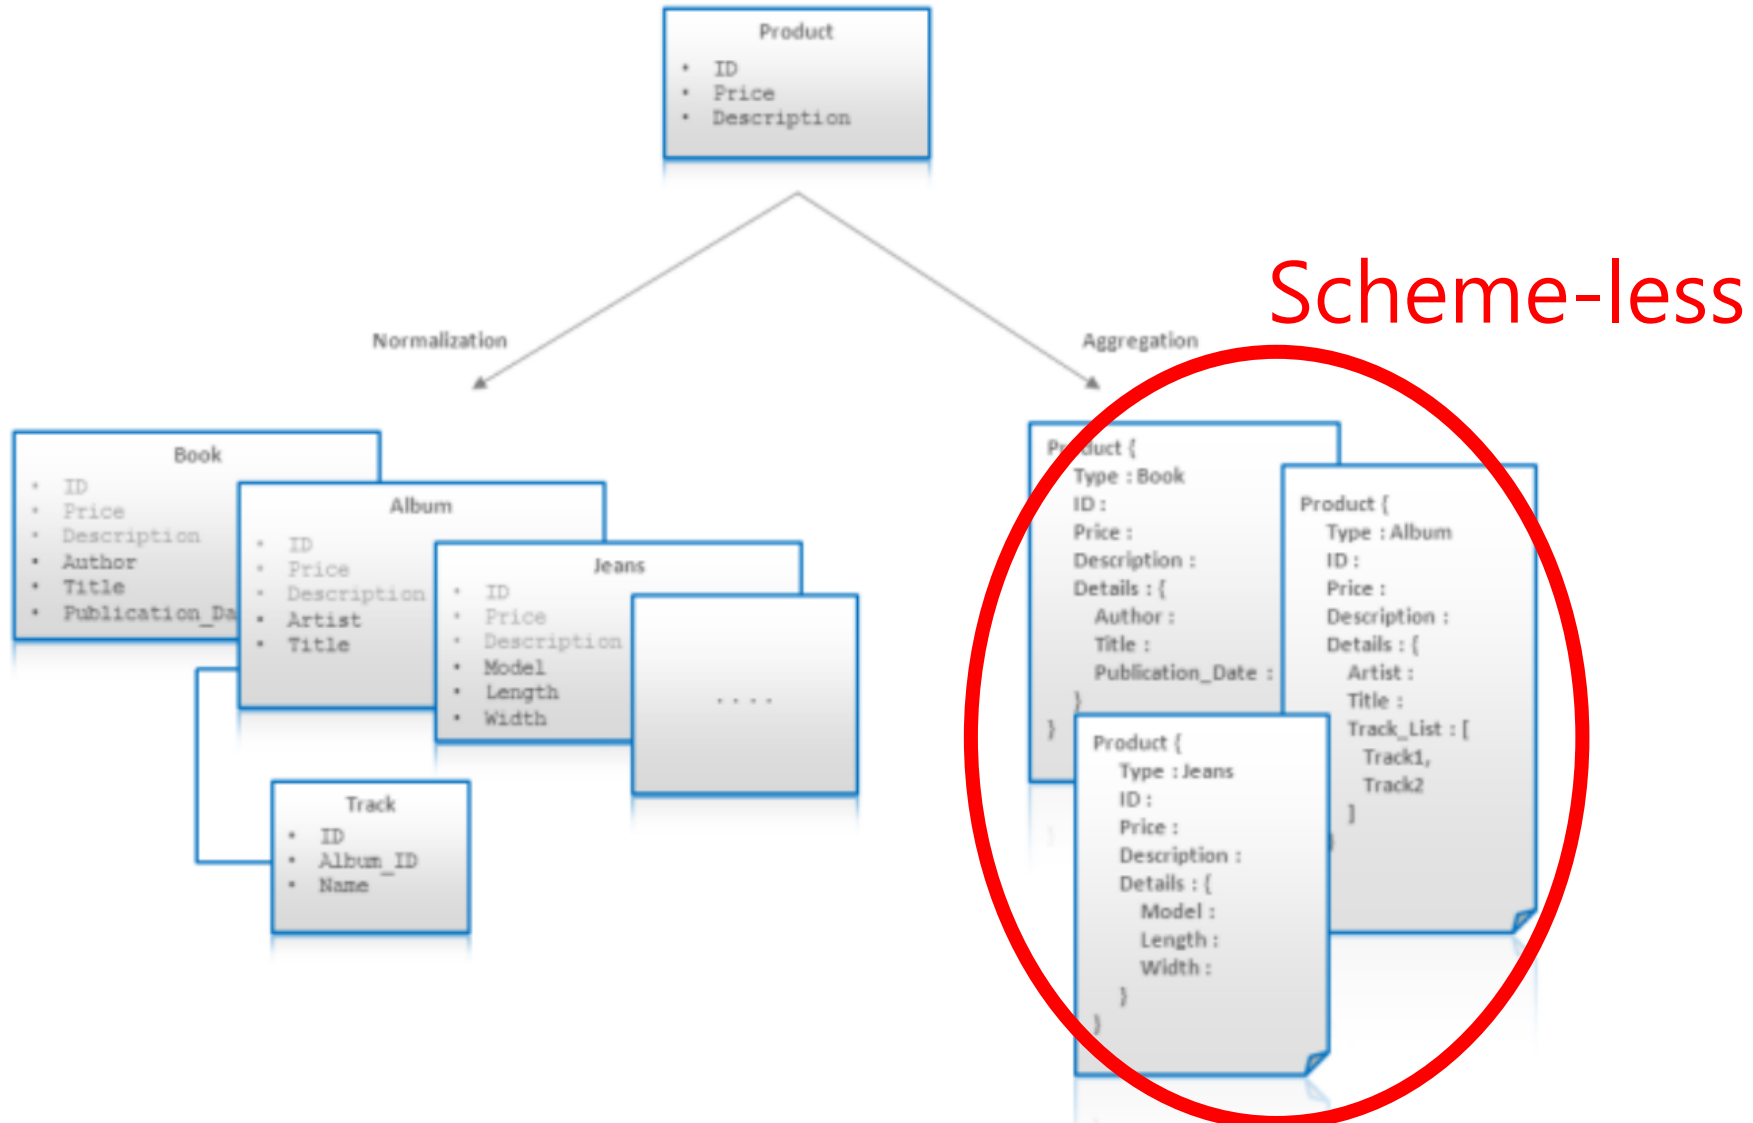 Product
• ID
• Price
• Description
Scheme-less
Normalization
Aggregation
Book
• ID
• Price
• Description
• Author
• Title
• Publication_Da
Album
• ID
• Price
• Description
• Artist
• Title
Jeans
• ID
• Price
• Description
• Model
• Length
• Width
. . . .
Track
• ID
• Album_ID
• Name
Product {
Type : Book
ID :
Price :
Description :
Details : {
Author :
Title :
Publication_Date :
}
}
Product {
Type : Album
ID :
Price :
Description :
Details : {
Artist :
Title :
Track_List : [
Track1,
Track2
]
}
Product {
Type : Jeans
ID :
Price :
Description :
Details : {
Model :
Length :
Width :
}
}